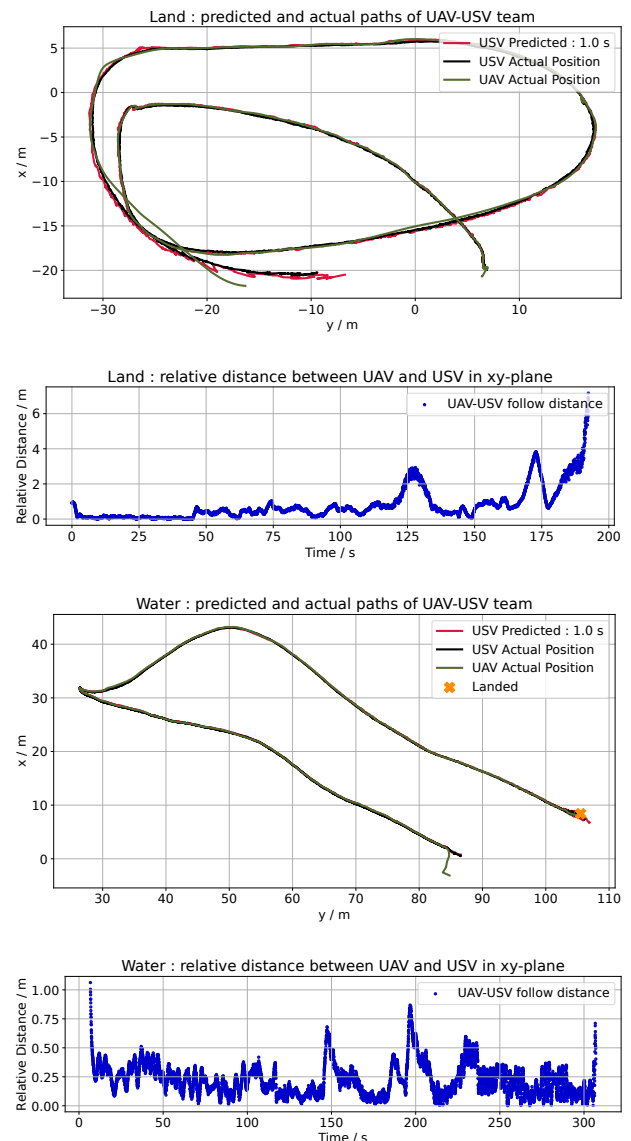 Land : predicted and actual paths of UAV-USV team
USV Predicted : 1.0 s
USV Actual Position
UAV Actual Position
5
0
−5
−10
−15
−20
x / m
−30
−20
−10
0
10
y / m
Land : relative distance between UAV and USV in xy-plane
UAV-USV follow distance
6
4
2
0
Relative Distance / m
0
25
50
75
100
125
150
175
200
Time / s
Water : predicted and actual paths of UAV-USV team
USV Predicted : 1.0 s
USV Actual Position
UAV Actual Position
Landed
40
30
20
10
0
x / m
30
40
50
60
70
80
90
100
110
y / m
Water : relative distance between UAV and USV in xy-plane
UAV-USV follow distance
1.00
0.75
0.50
0.25
0.00
Relative Distance / m
0
50
100
150
200
250
300
Time / s